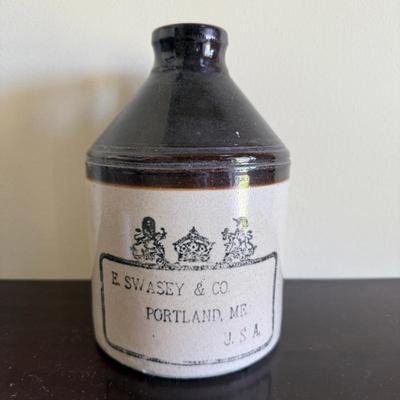 E. SWASEY & CO.
PORTLAND, ME.
U. S. A.